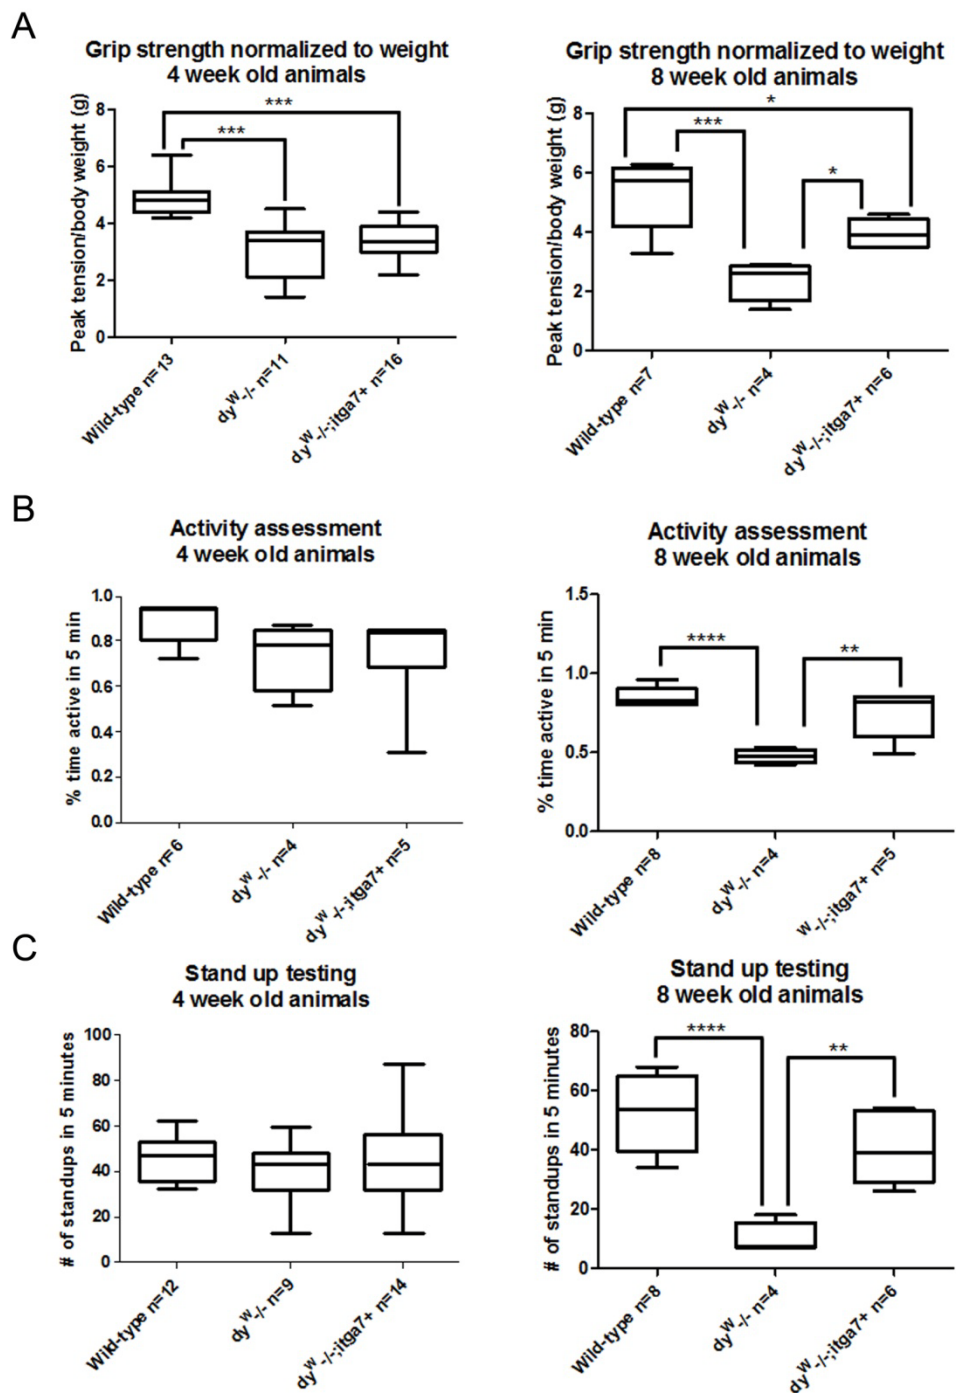 A
Grip strength normalized to weight
4 week old animals
Peak tension/body weight (g)
8
6
4
2
0
***
***
Wild-type n=13
dyW-/- n=11
dyW-/-;itga7+ n=16
Grip strength normalized to weight
8 week old animals
Peak tension/body weight (g)
8
6
4
2
0
*
***
*
Wild-type n=7
dyW-/- n=4
dyW-/-;itga7+ n=6
B
Activity assessment
4 week old animals
% time active in 5 min
1.0
0.8
0.6
0.4
0.2
0.0
Wild-type n=6
dyW-/- n=4
dyW-/-;itga7+ n=5
Activity assessment
8 week old animals
% time active in 5 min
1.5
1.0
0.5
0.0
****
**
Wild-type n=8
dyW-/- n=4
W-/-;itga7+ n=5
C
Stand up testing
4 week old animals
# of standups in 5 minutes
100
80
60
40
20
0
Wild-type n=12
dyW-/- n=9
dyW-/-;itga7+ n=14
Stand up testing
8 week old animals
# of standups in 5 minutes
80
60
40
20
0
****
**
Wild-type n=8
dyW-/- n=4
dyW-/-;itga7+ n=6